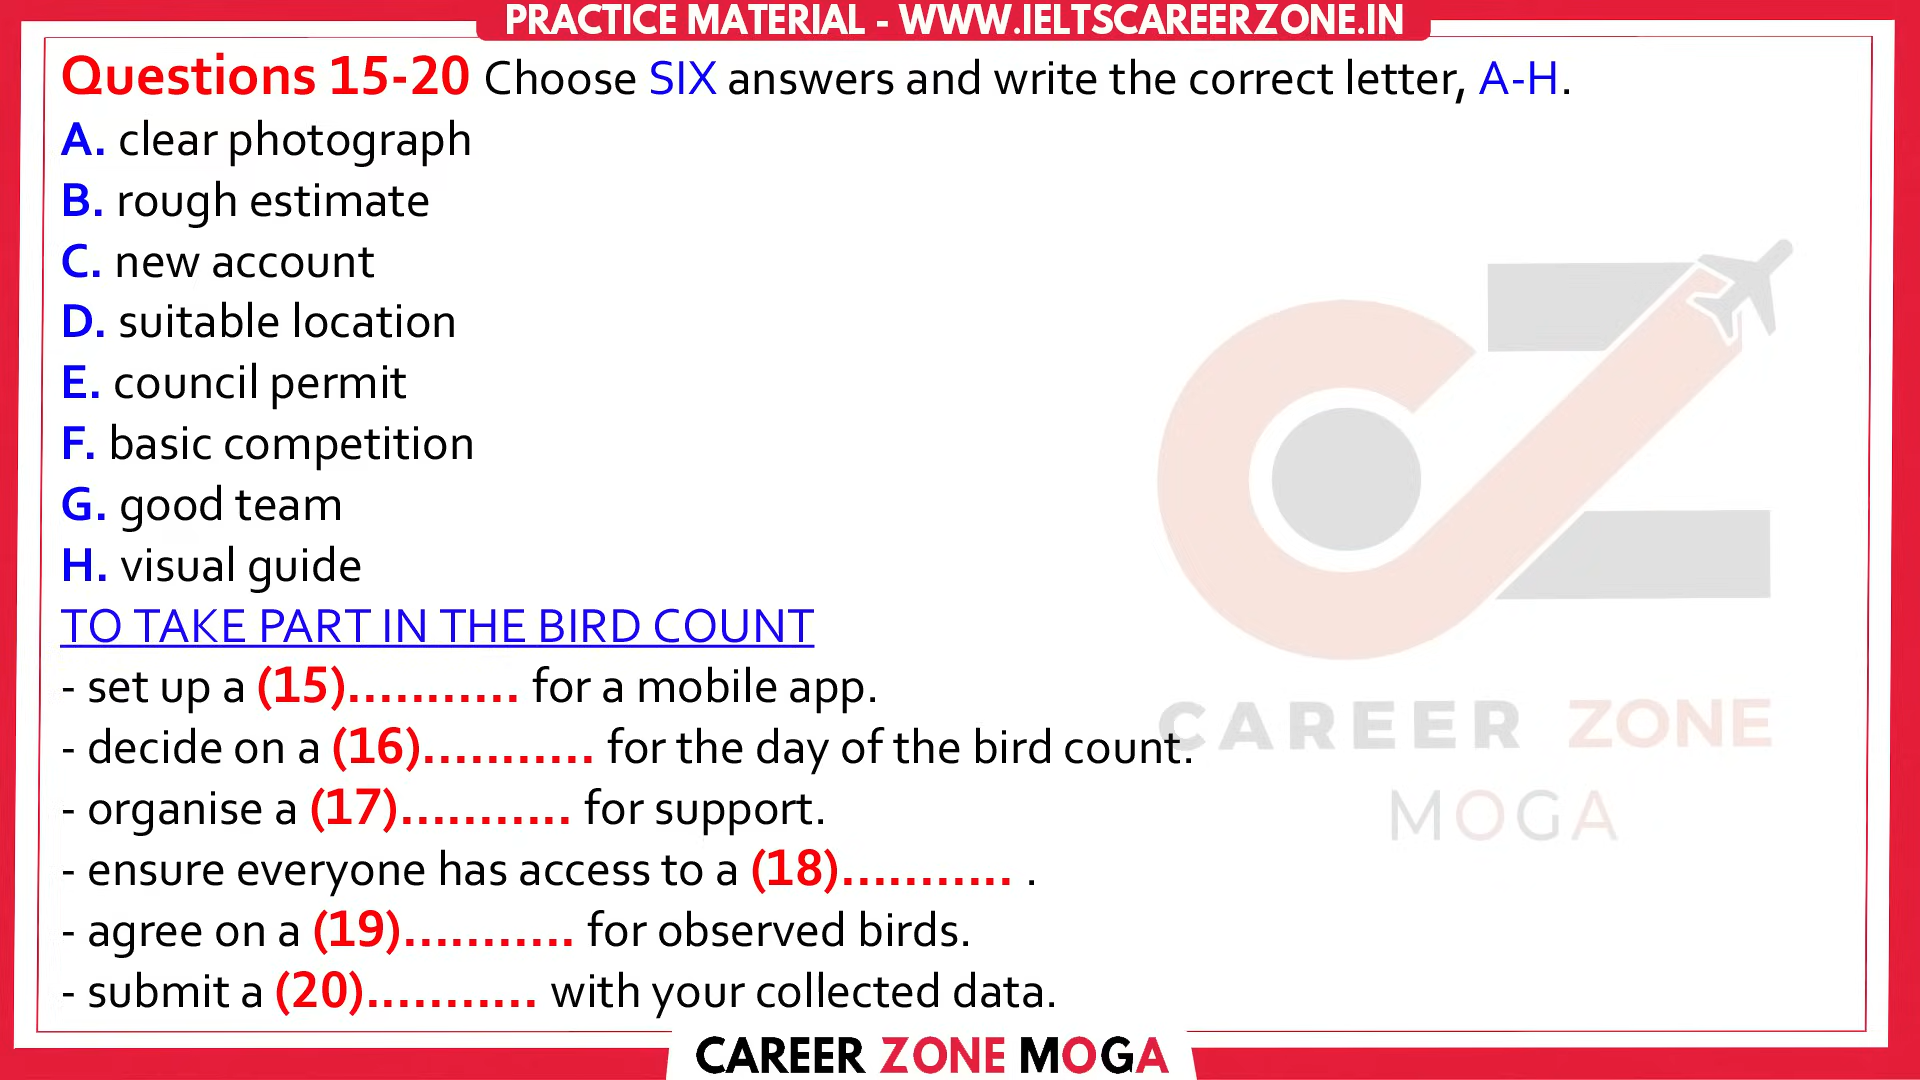 PRACTICE MATERIAL - WWW.IELTSCAREERZONE.IN
Questions 15-20 Choose SIX answers and write the correct letter, A-H.
A. clear photograph
B. rough estimate
C. new account
D. suitable location
E. council permit
F. basic competition
G. good team
H. visual guide
TO TAKE PART IN THE BIRD COUNT
- set up a (15)........... for a mobile app.
- decide on a (16)........... for the day of the bird count.
- organise a (17)........... for support.
- ensure everyone has access to a (18)........... .
- agree on a (19)........... for observed birds.
- submit a (20)........... with your collected data.
CAREER ZONE
MOGA
CAREER ZONE MOGA